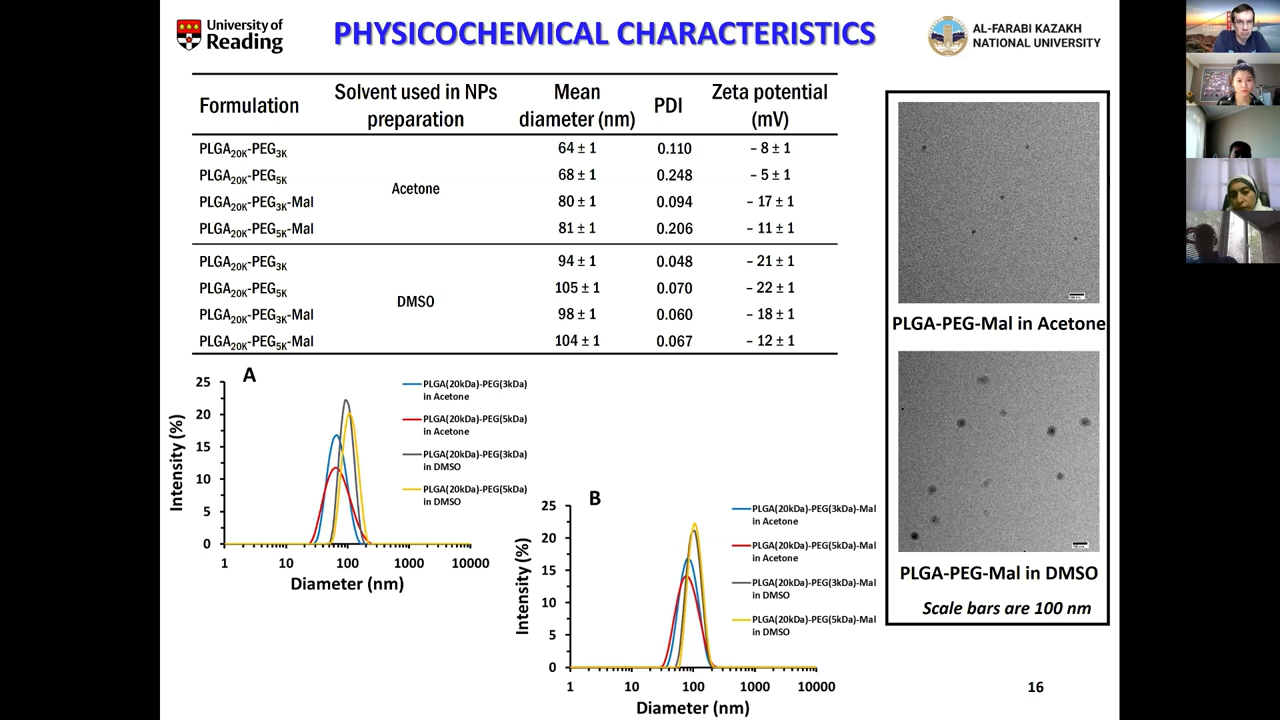 University of
Reading
PHYSICOCHEMICAL CHARACTERISTICS
AL-FARABI KAZAKH
NATIONAL UNIVERSITY
Formulation Solvent used in NPs preparation Mean diameter (nm) PDI Zeta potential (mV)
PLGA20K-PEG3K 64 ± 1 0.110 – 8 ± 1
PLGA20K-PEG5K 68 ± 1 0.248 – 5 ± 1
Acetone
PLGA20K-PEG3K-Mal 80 ± 1 0.094 – 17 ± 1
PLGA20K-PEG5K-Mal 81 ± 1 0.206 – 11 ± 1
PLGA20K-PEG3K 94 ± 1 0.048 – 21 ± 1
PLGA20K-PEG5K 105 ± 1 0.070 – 22 ± 1
DMSO
PLGA20K-PEG3K-Mal 98 ± 1 0.060 – 18 ± 1
PLGA20K-PEG5K-Mal 104 ± 1 0.067 – 12 ± 1
PLGA-PEG-Mal in Acetone
PLGA-PEG-Mal in DMSO
Scale bars are 100 nm
A
Intensity (%)
25
20
15
10
5
0
1 10 100 1000 10000
Diameter (nm)
PLGA(20kDa)-PEG(3kDa)
in Acetone
PLGA(20kDa)-PEG(5kDa)
in Acetone
PLGA(20kDa)-PEG(3kDa)
in DMSO
PLGA(20kDa)-PEG(5kDa)
in DMSO
B
Intensity (%)
25
20
15
10
5
0
1 10 100 1000 10000
Diameter (nm)
PLGA(20kDa)-PEG(3kDa)-Mal
in Acetone
PLGA(20kDa)-PEG(5kDa)-Mal
in Acetone
PLGA(20kDa)-PEG(3kDa)-Mal
in DMSO
PLGA(20kDa)-PEG(5kDa)-Mal
in DMSO
16